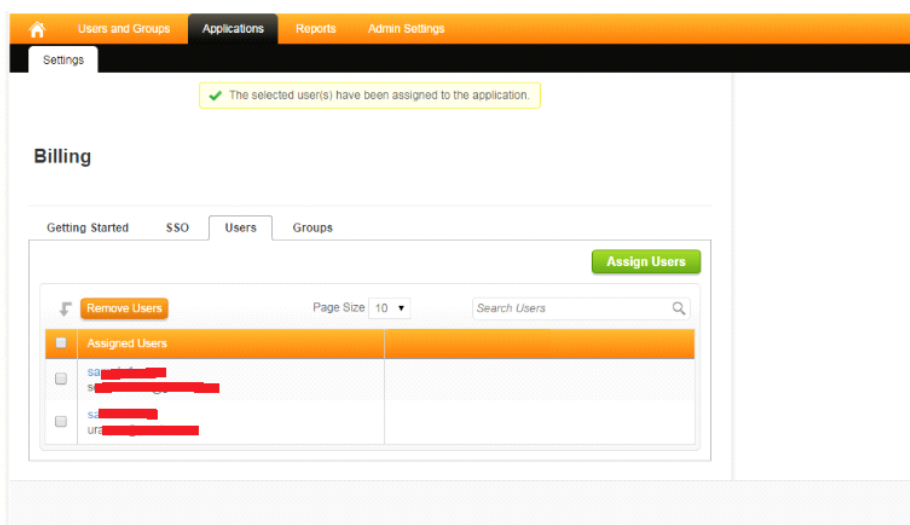 Users and Groups Applications Reports Admin Settings
Settings
The selected user(s) have been assigned to the application.
Billing
Getting Started SSO Users Groups
Assign Users
Remove Users Page Size 10 Search Users
Assigned Users